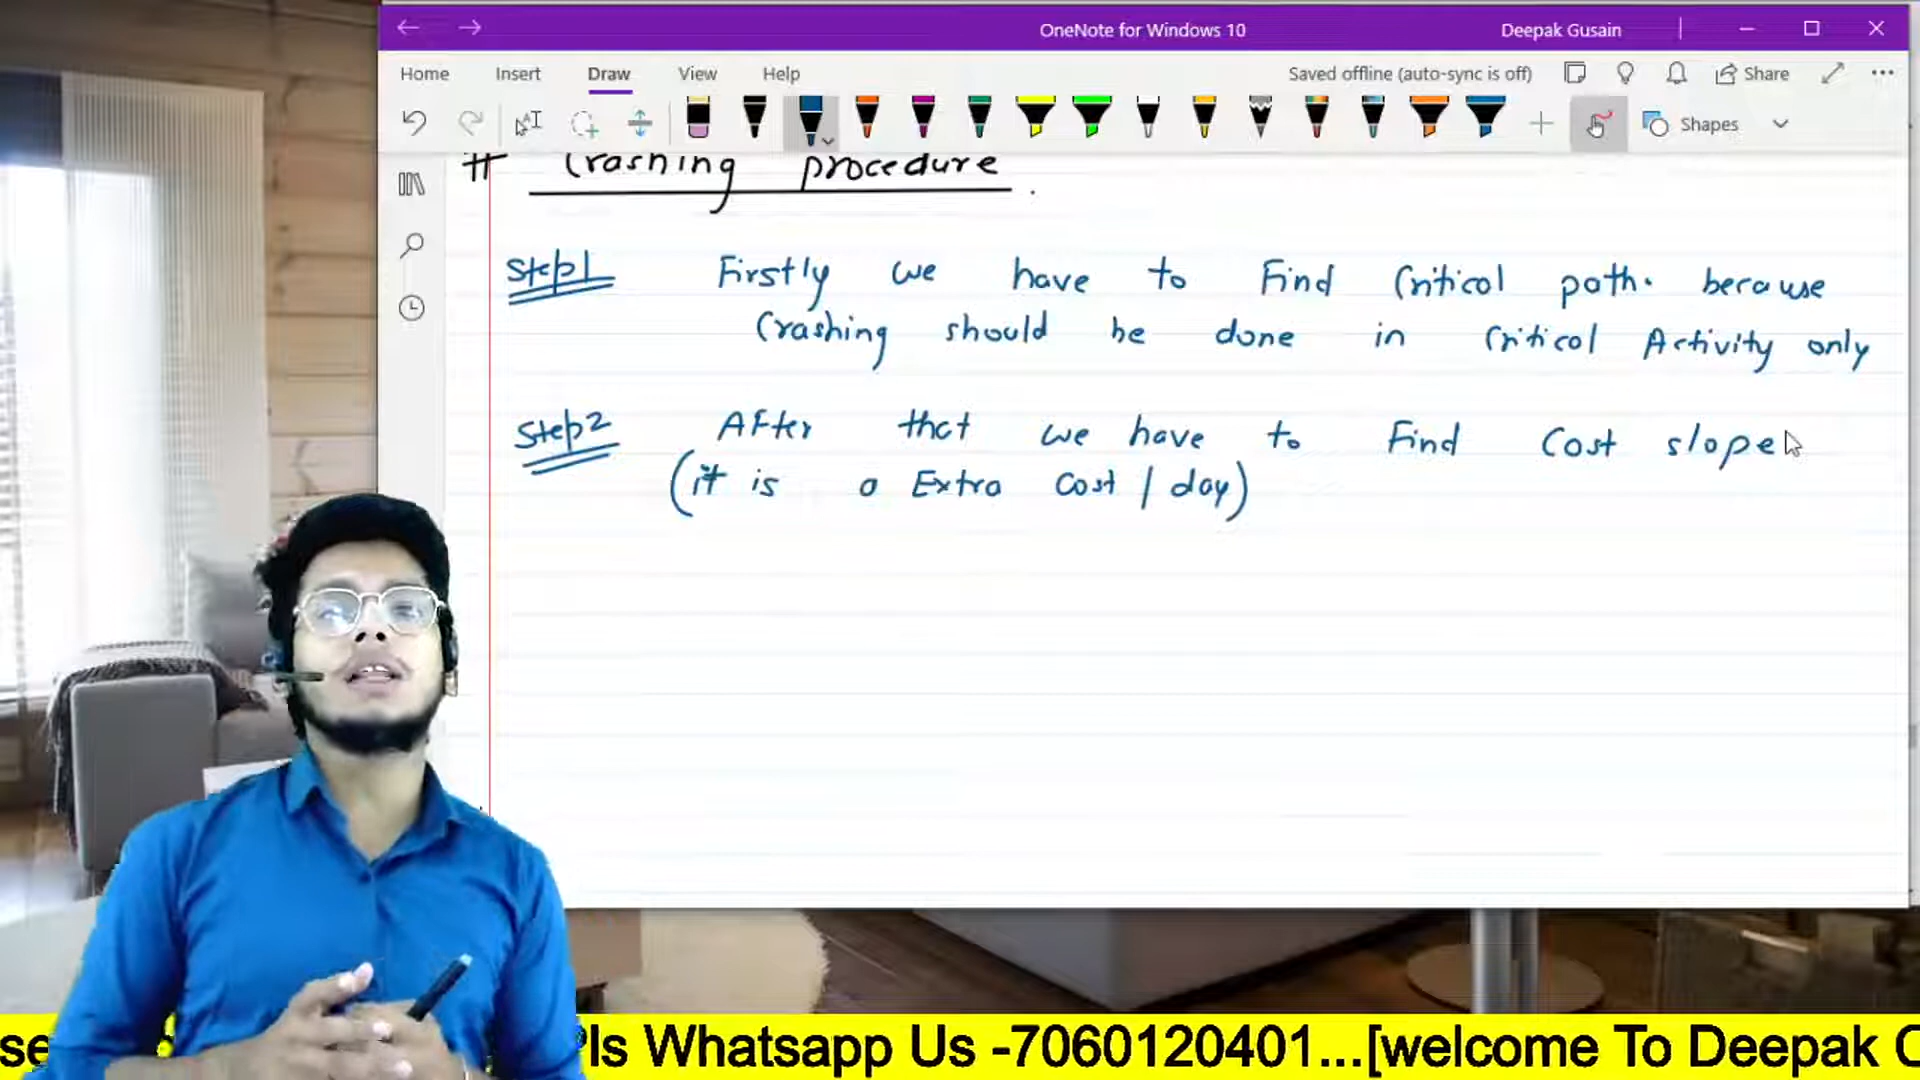 OneNote for Windows 10
Deepak Gusain
Home Insert Draw View Help
Saved offline (auto-sync is off)
Share
Shapes
# Crashing procedure.
Step1 Firstly we have to Find Critical path. because
Crashing should be done in Critical Activity only
Step2 After that we have to Find Cost slope
(it is a Extra Cost / day)
Pls Whatsapp Us -7060120401...[welcome To Deepak